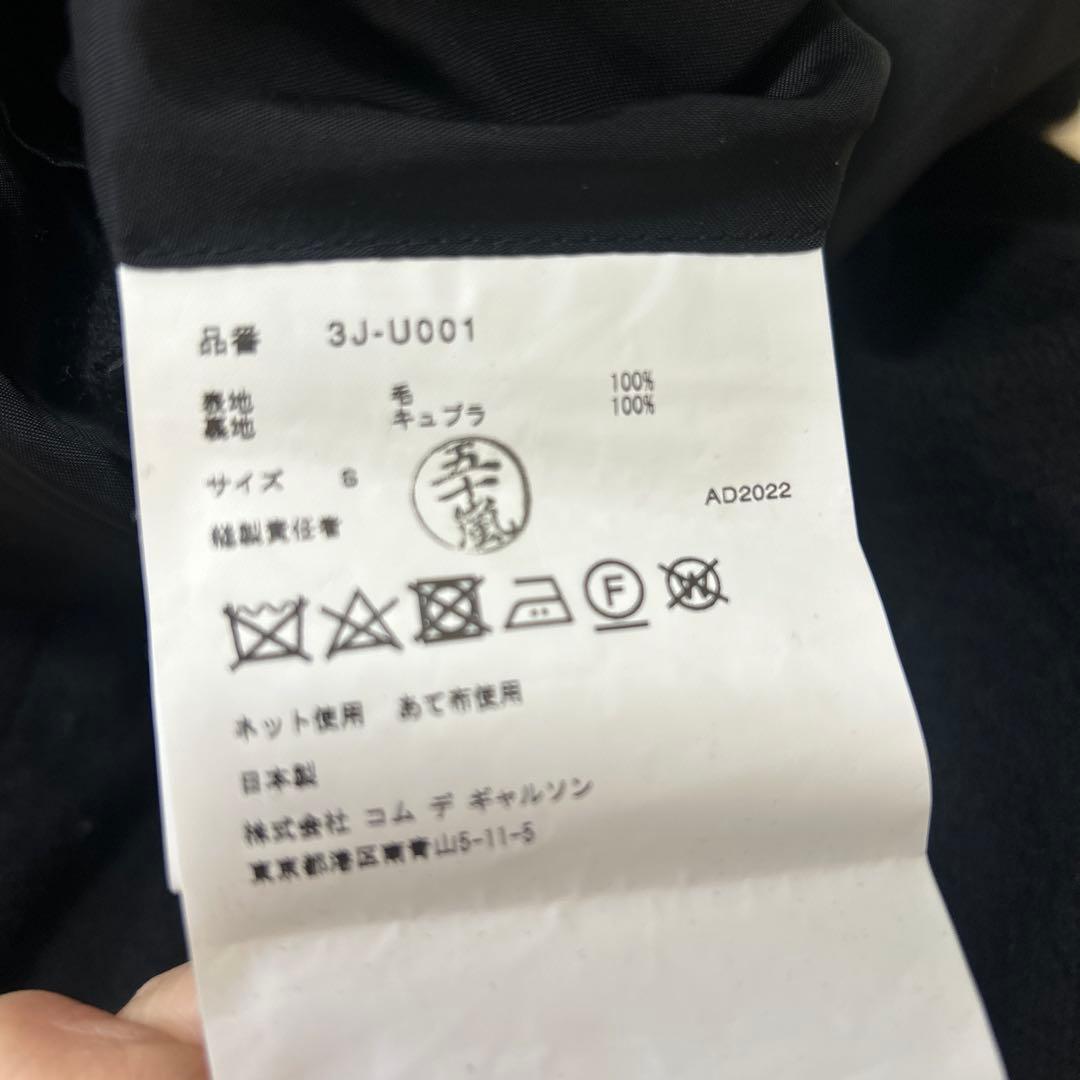 品番 3J-U001
表地 毛 100%
裏地 キュプラ 100%
サイズ S
五十嵐
AD2022
縫製責任者
F
W
ネット使用 あて布使用
日本製
株式会社 コム デ ギャルソン
東京都港区南青山5-11-5